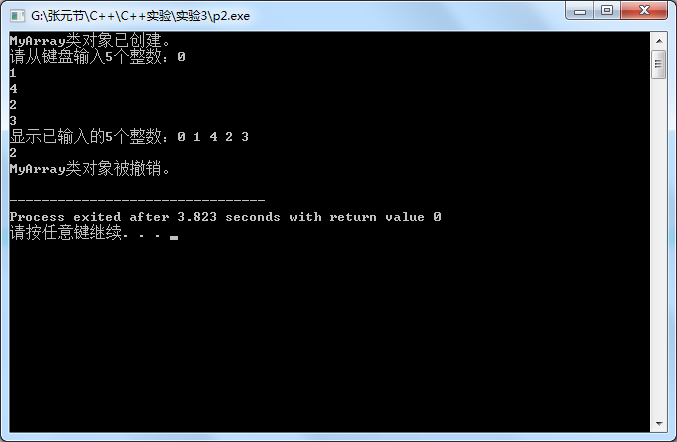 G:\张元节\C++\C++实验\实验3\p2.exe
MyArray类对象已创建。
请从键盘输入5个整数：0
1
4
2
3
显示已输入的5个整数：0 1 4 2 3
2
MyArray类对象被撤销。
--------------------------------
Process exited after 3.823 seconds with return value 0
请按任意键继续. . .